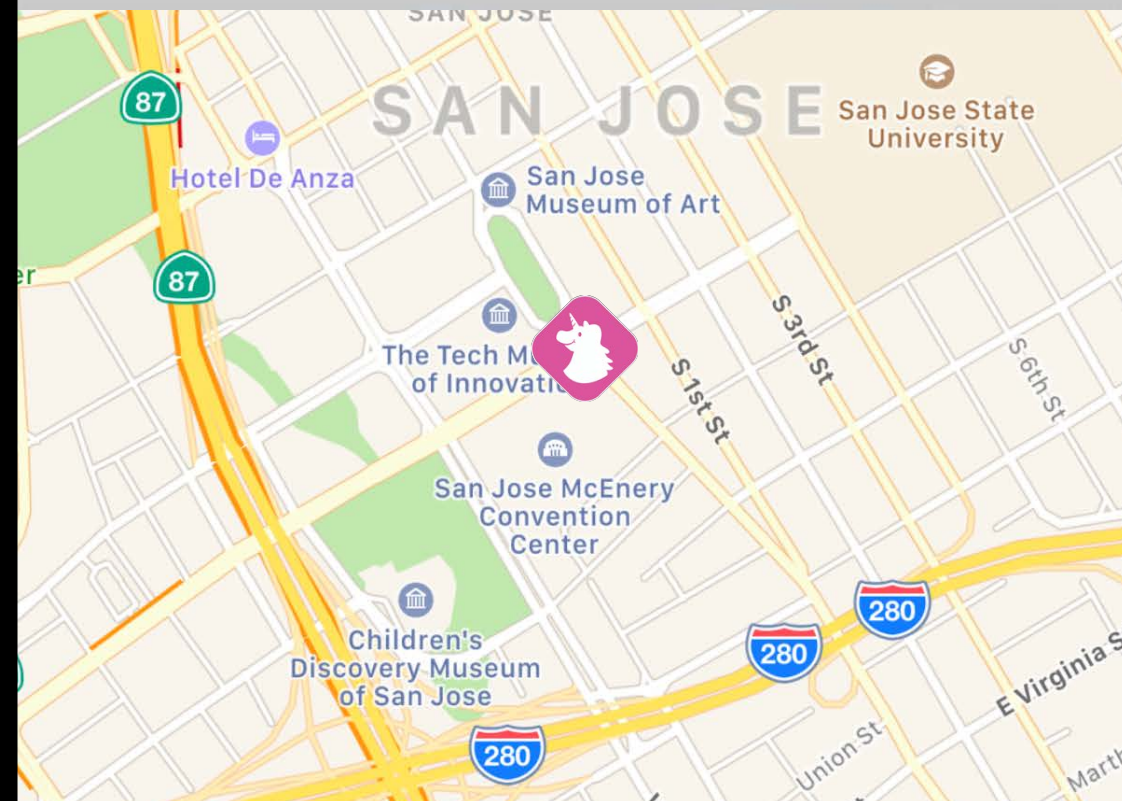 SAN JOSE
87
SAN JOSE
San Jose State
University
Hotel De Anza
San Jose
Museum of Art
87
er
The Tech M
of Innovati
S 3rd St
S 1st St
S 6th St
San Jose McEnery
Convention
Center
280
Children's
Discovery Museum
of San Jose
280
E Virginia S
280
Union St
Marth